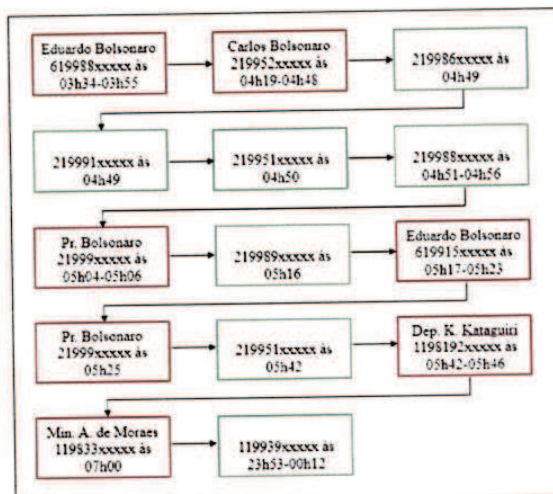 Eduardo Bolsonaro
619988xxxxx às
03h34-03h55
Carlos Bolsonaro
219952xxxxx às
04h19-04h48
219986xxxxx às
04h49
219991xxxxx às
04h49
219951xxxxx às
04h50
219988xxxxx às
04h51-04h56
Pr. Bolsonaro
21999xxxxx às
05h04-05h06
219989xxxxx às
05h16
Eduardo Bolsonaro
619915xxxxx às
05h17-05h23
Pr. Bolsonaro
21999xxxxx às
05h25
219951xxxxx às
05h42
Dep. K. Kataguiri
1198192xxxxx às
05h42-05h46
Min. A. de Moraes
119833xxxxx às
07h00
119939xxxxx às
23h53-00h12